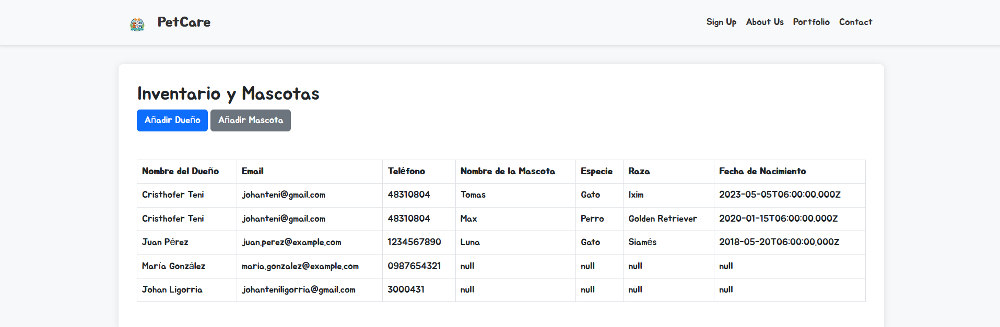 PetCare Sign Up About Us Portfolio Contact
Inventario y Mascotas
Añadir Dueño Añadir Mascota
Nombre del Dueño Email Teléfono Nombre de la Mascota Especie Raza Fecha de Nacimiento
Cristhofer Teni johanteni@gmail.com 48310804 Tomas Gato Ixim 2023-05-05T06:00:00.000Z
Cristhofer Teni johanteni@gmail.com 48310804 Max Perro Golden Retriever 2020-01-15T06:00:00.000Z
Juan Pérez juan.perez@example.com 1234567890 Luna Gato Siamés 2018-05-20T06:00:00.000Z
María González maria.gonzalez@example.com 0987654321 null null null null
Johan Ligorria johanteniligorria@gmail.com 3000431 null null null null